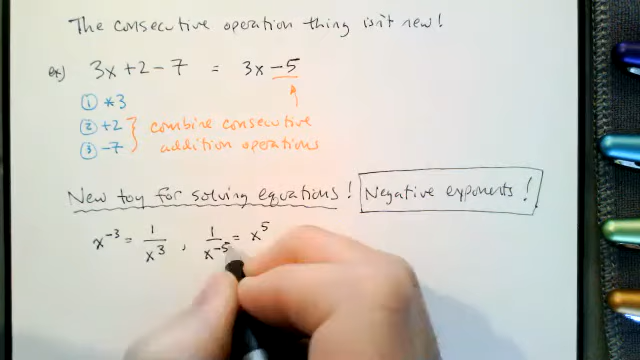 The consecutive operation thing isn't new!
ex) 3x + 2 - 7 = 3x - 5
① *3
② +2 } combine consecutive
③ -7 addition operations
New toy for solving equations! Negative exponents!
x⁻³ = 1/x³ , 1/x⁻⁵ = x⁵